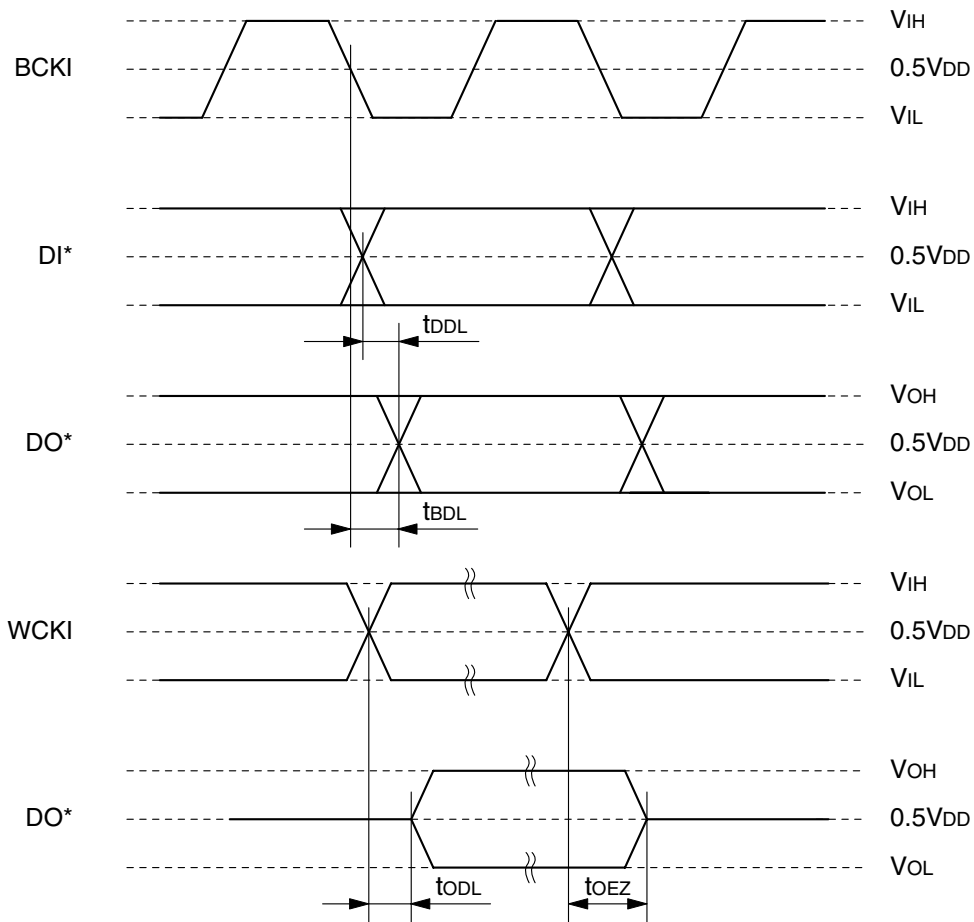 VIH
BCKI
0.5VDD
VIL
VIH
DI*
0.5VDD
VIL
tDDL
VOH
DO*
0.5VDD
VOL
tBDL
VIH
WCKI
0.5VDD
VIL
VOH
DO*
0.5VDD
VOL
tODL
tOEZ